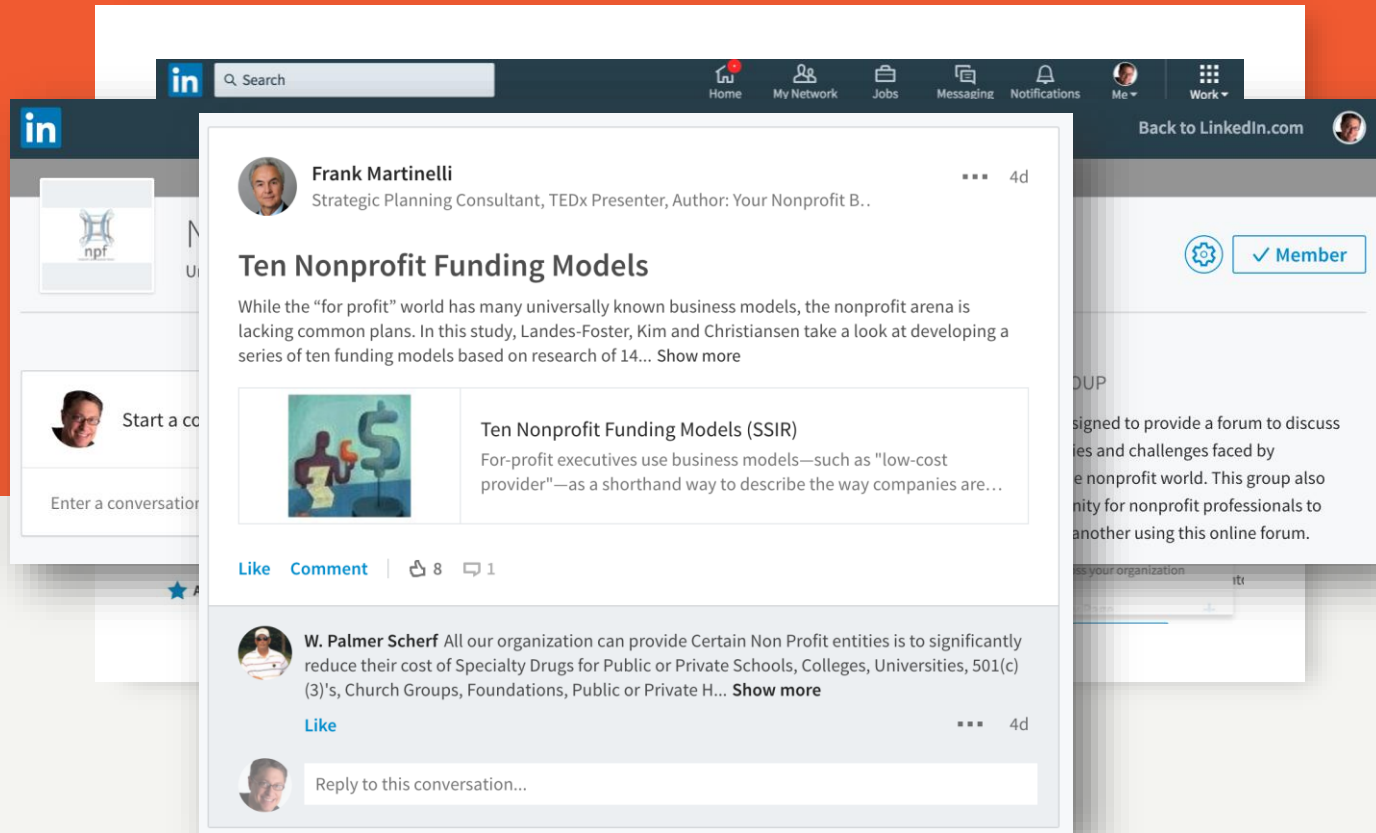 in
Search
Home
My Network
Jobs
Messaging
Notifications
Me
Work
in
Back to LinkedIn.com
npf
N
Member
Start a co
Enter a conversation
OUP
signed to provide a forum to discuss
ies and challenges faced by
e nonprofit world. This group also
nity for nonprofit professionals to
another using this online forum.
ss your organization
Frank Martinelli
4d
Strategic Planning Consultant, TEDx Presenter, Author: Your Nonprofit B..
Ten Nonprofit Funding Models
While the “for profit” world has many universally known business models, the nonprofit arena is
lacking common plans. In this study, Landes-Foster, Kim and Christiansen take a look at developing a
series of ten funding models based on research of 14... Show more
Ten Nonprofit Funding Models (SSIR)
For-profit executives use business models—such as "low-cost
provider"—as a shorthand way to describe the way companies are…
Like Comment 8 1
W. Palmer Scherf All our organization can provide Certain Non Profit entities is to significantly
reduce their cost of Specialty Drugs for Public or Private Schools, Colleges, Universities, 501(c)
(3)'s, Church Groups, Foundations, Public or Private H... Show more
Like
4d
Reply to this conversation...